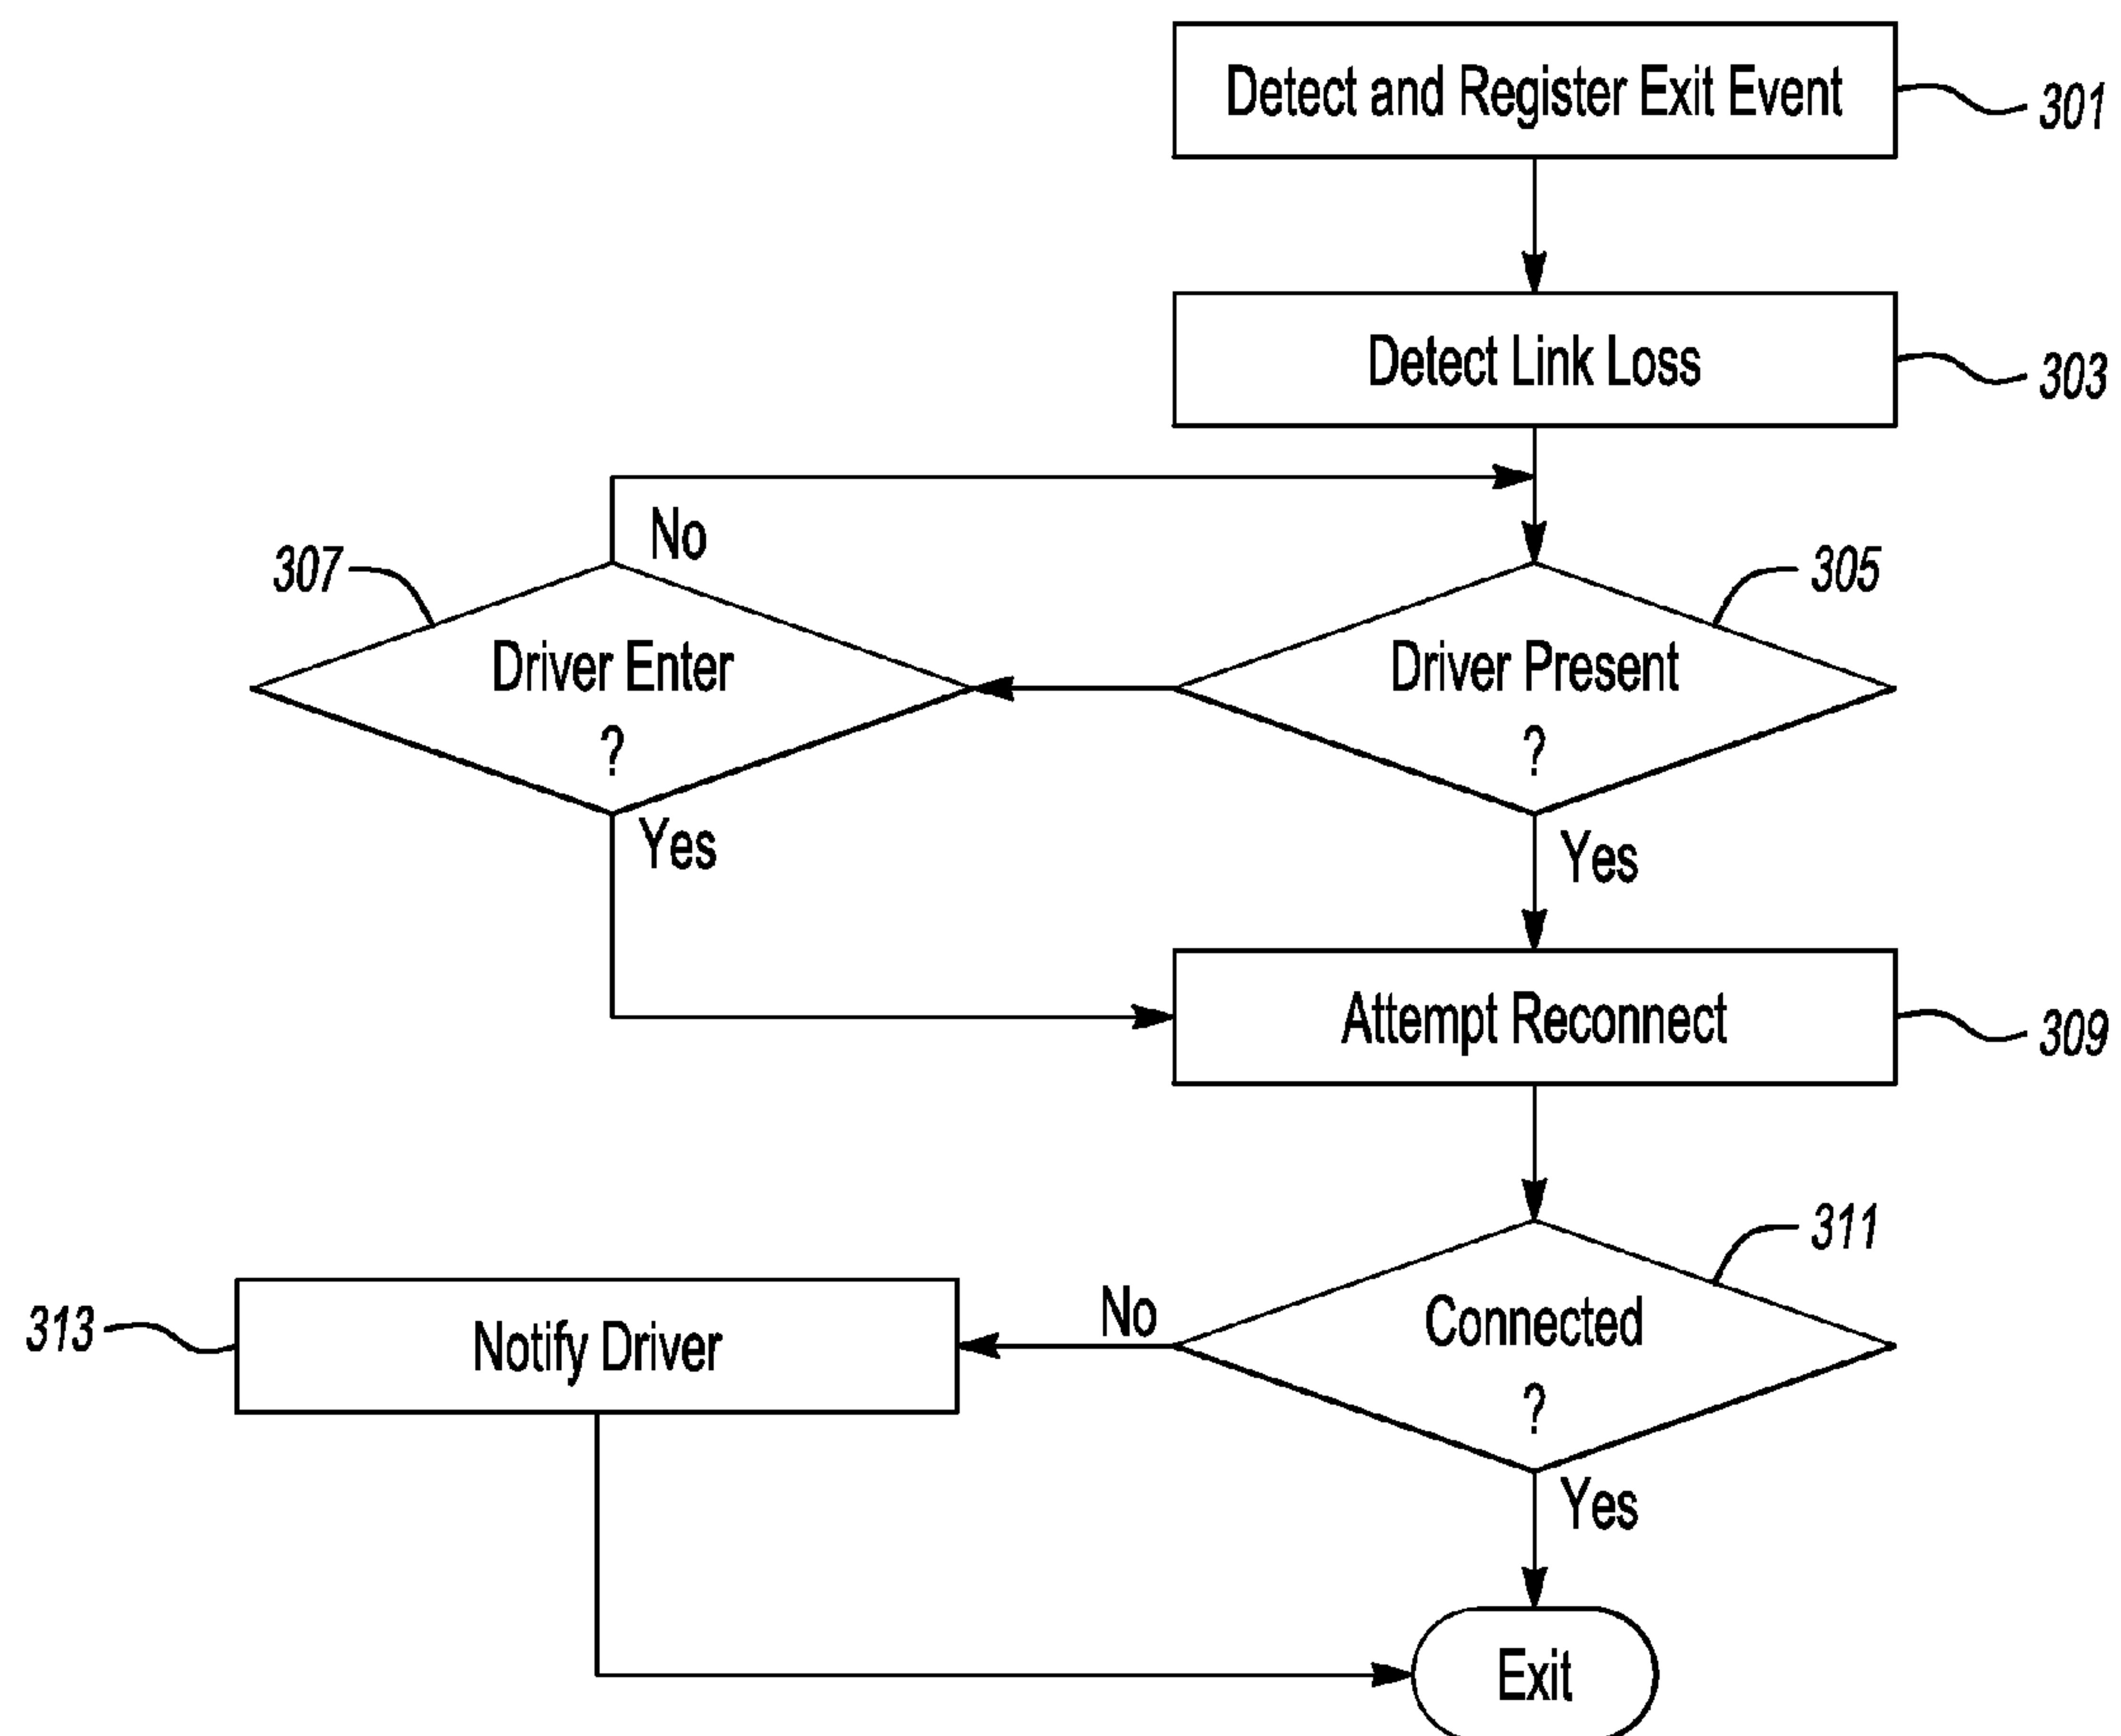 Detect and Register Exit Event
301
Detect Link Loss
303
No
307
305
Driver Enter
?
Driver Present
?
Yes
Yes
Attempt Reconnect
309
311
313
Notify Driver
No
Connected
?
Yes
Exit